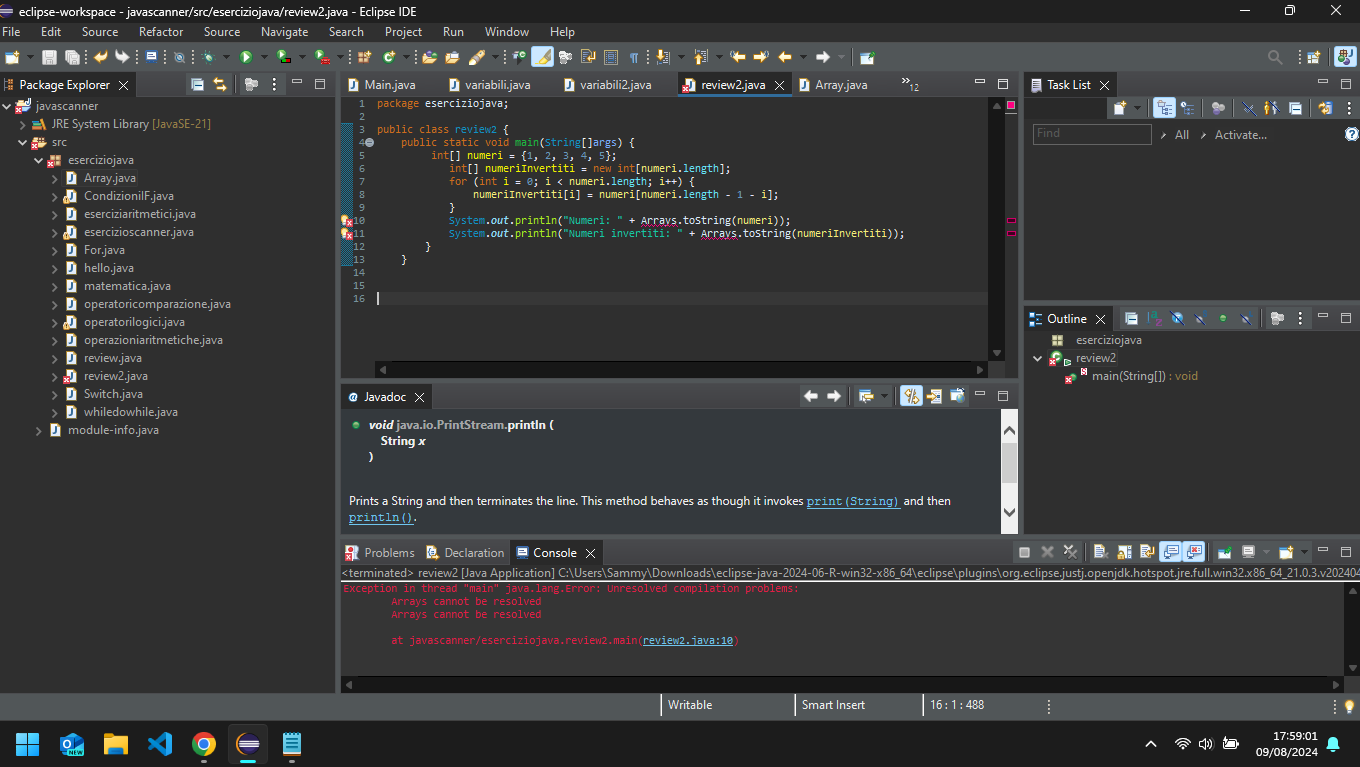 eclipse-workspace - javascanner/src/eserciziojava/review2.java - Eclipse IDE
File Edit Source Refactor Source Navigate Search Project Run Window Help
Package Explorer
javascanner
JRE System Library [JavaSE-21]
src
eserciziojava
Array.java
CondizioniIF.java
eserciziaritmetici.java
eserczioscanner.java
For.java
hello.java
matematica.java
operatoricomparazione.java
operatorilogici.java
operazioniaritmetiche.java
review.java
review2.java
Switch.java
whiledowhile.java
module-info.java
Main.java variabili.java variabili2.java review2.java Array.java »12
1 package eserciziojava;
2
3 public class review2 {
4 public static void main(String[]args) {
5 int[] numeri = {1, 2, 3, 4, 5};
6 int[] numeriInvertiti = new int[numeri.length];
7 for (int i = 0; i < numeri.length; i++) {
8 numeriInvertiti[i] = numeri[numeri.length - 1 - i];
9 }
10 System.out.println("Numeri: " + Arrays.toString(numeri));
11 System.out.println("Numeri invertiti: " + Arrays.toString(numeriInvertiti));
12 }
13 }
14
15
16
@ Javadoc
void java.io.PrintStream.println (
String x
)
Prints a String and then terminates the line. This method behaves as though it invokes print(String) and then
println().
Problems Declaration Console
<terminated> review2 [Java Application] C:\Users\Sammy\Downloads\eclipse-java-2024-06-R-win32-x86_64\eclipse\plugins\org.eclipse.justj.openjdk.hotspot.jre.full.win32.x86_64_21.0.3.v202404
Exception in thread "main" java.lang.Error: Unresolved compilation problems:
Arrays cannot be resolved
Arrays cannot be resolved
at javascanner/eserciziojava.review2.main(review2.java:10)
Task List
Find All Activate...
Outline
eserciziojava
review2
main(String[]) : void
Writable Smart Insert 16 : 1 : 488
NEW
17:59:01
09/08/2024